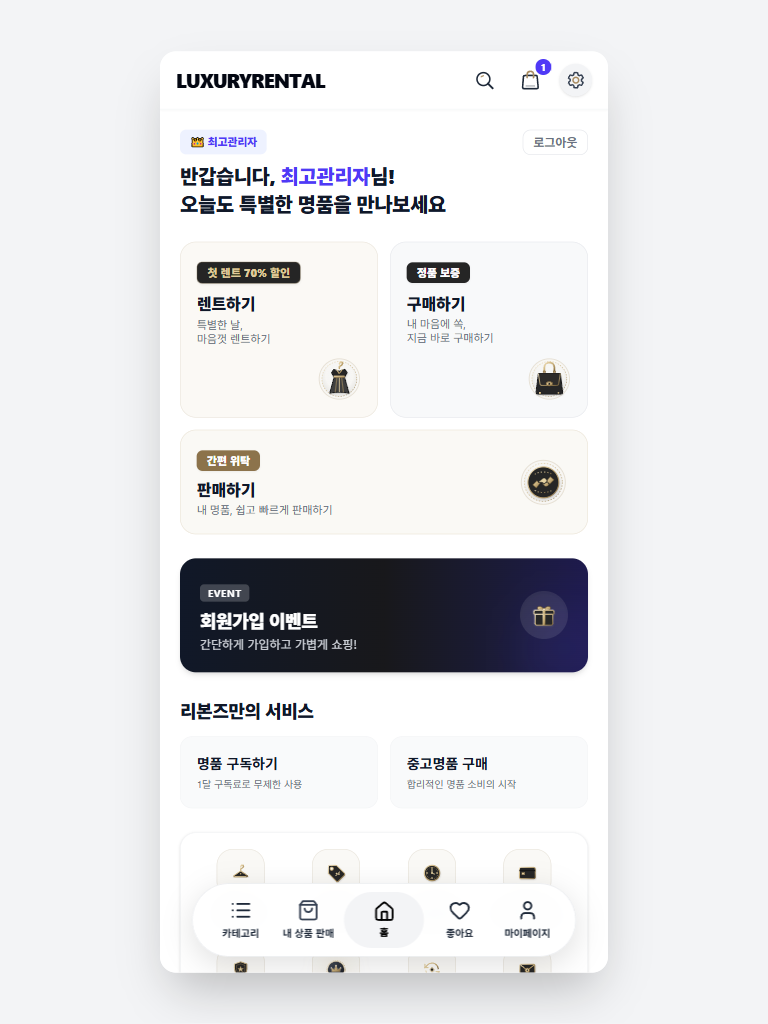 LUXURYRENTAL
1
최고관리자
로그아웃
반갑습니다, 최고관리자님!
오늘도 특별한 명품을 만나보세요
첫 렌트 70% 할인
렌트하기
특별한 날,
마음껏 렌트하기
정품 보증
구매하기
내 마음에 쏙,
지금 바로 구매하기
간편 위탁
판매하기
내 명품, 쉽고 빠르게 판매하기
EVENT
회원가입 이벤트
간단하게 가입하고 가볍게 쇼핑!
리본즈만의 서비스
명품 구독하기
1달 구독료로 무제한 사용
중고명품 구매
합리적인 명품 소비의 시작
카테고리
내 상품 판매
홈
좋아요
마이페이지